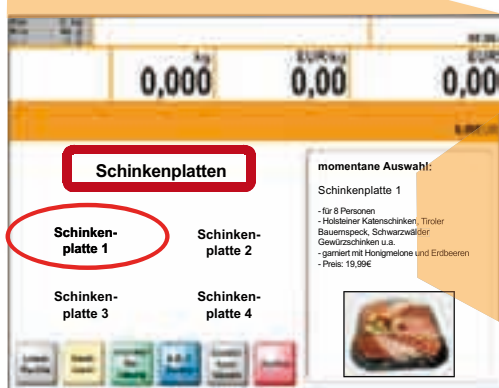 kg
EUR/kg
EUR
0,000
0,00
0,00
Schinkenplatten
Schinken-
platte 1
Schinken-
platte 2
Schinken-
platte 3
Schinken-
platte 4
momentane Auswahl:
Schinkenplatte 1
- für 8 Personen
- Holsteiner Katenschinken, Tiroler
Bauernspeck, Schwarzwälder
Gewürzschinken u.a.
- garniert mit Honigmelone und Erdbeeren
- Preis: 19,99€